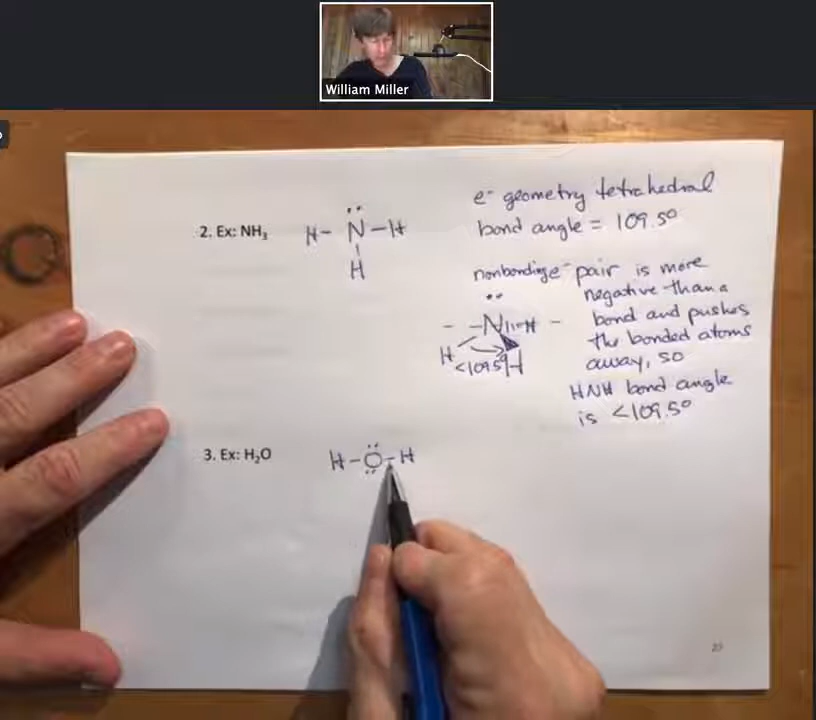 William Miller
2. Ex: NH₃
H- N̈ -H
H
e⁻ geometry tetrahedral
bond angle = 109.5°
nonbonding e⁻ pair is more
negative than a
bond and pushes
the bonded atoms
away, so
HNH bond angle
is <109.5°
N H
H
<109.5° H
3. Ex: H₂O
H-O-H